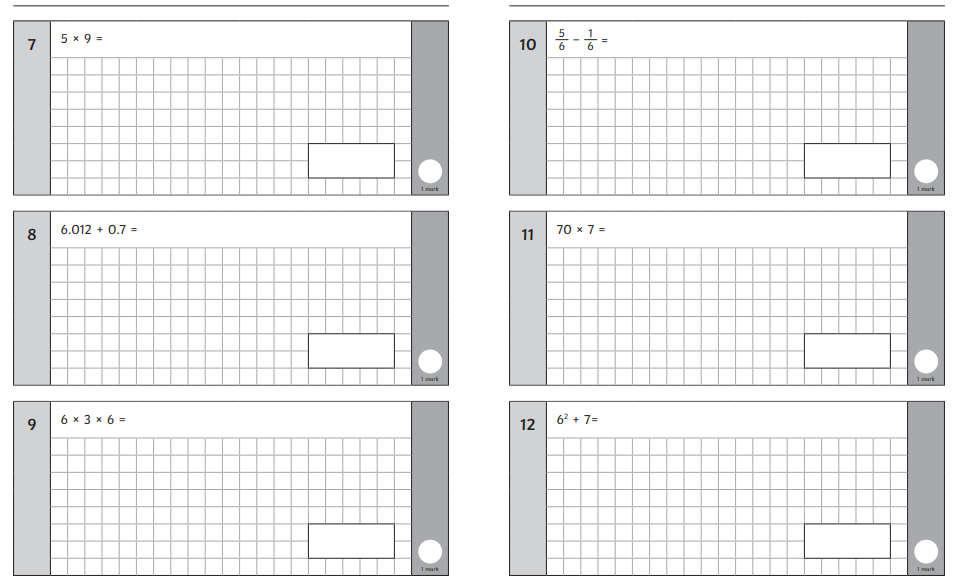 7
5 × 9 =
1 mark
8
6.012 + 0.7 =
1 mark
9
6 × 3 × 6 =
1 mark
10
5/6 − 1/6 =
1 mark
11
70 × 7 =
1 mark
12
6² + 7=
1 mark